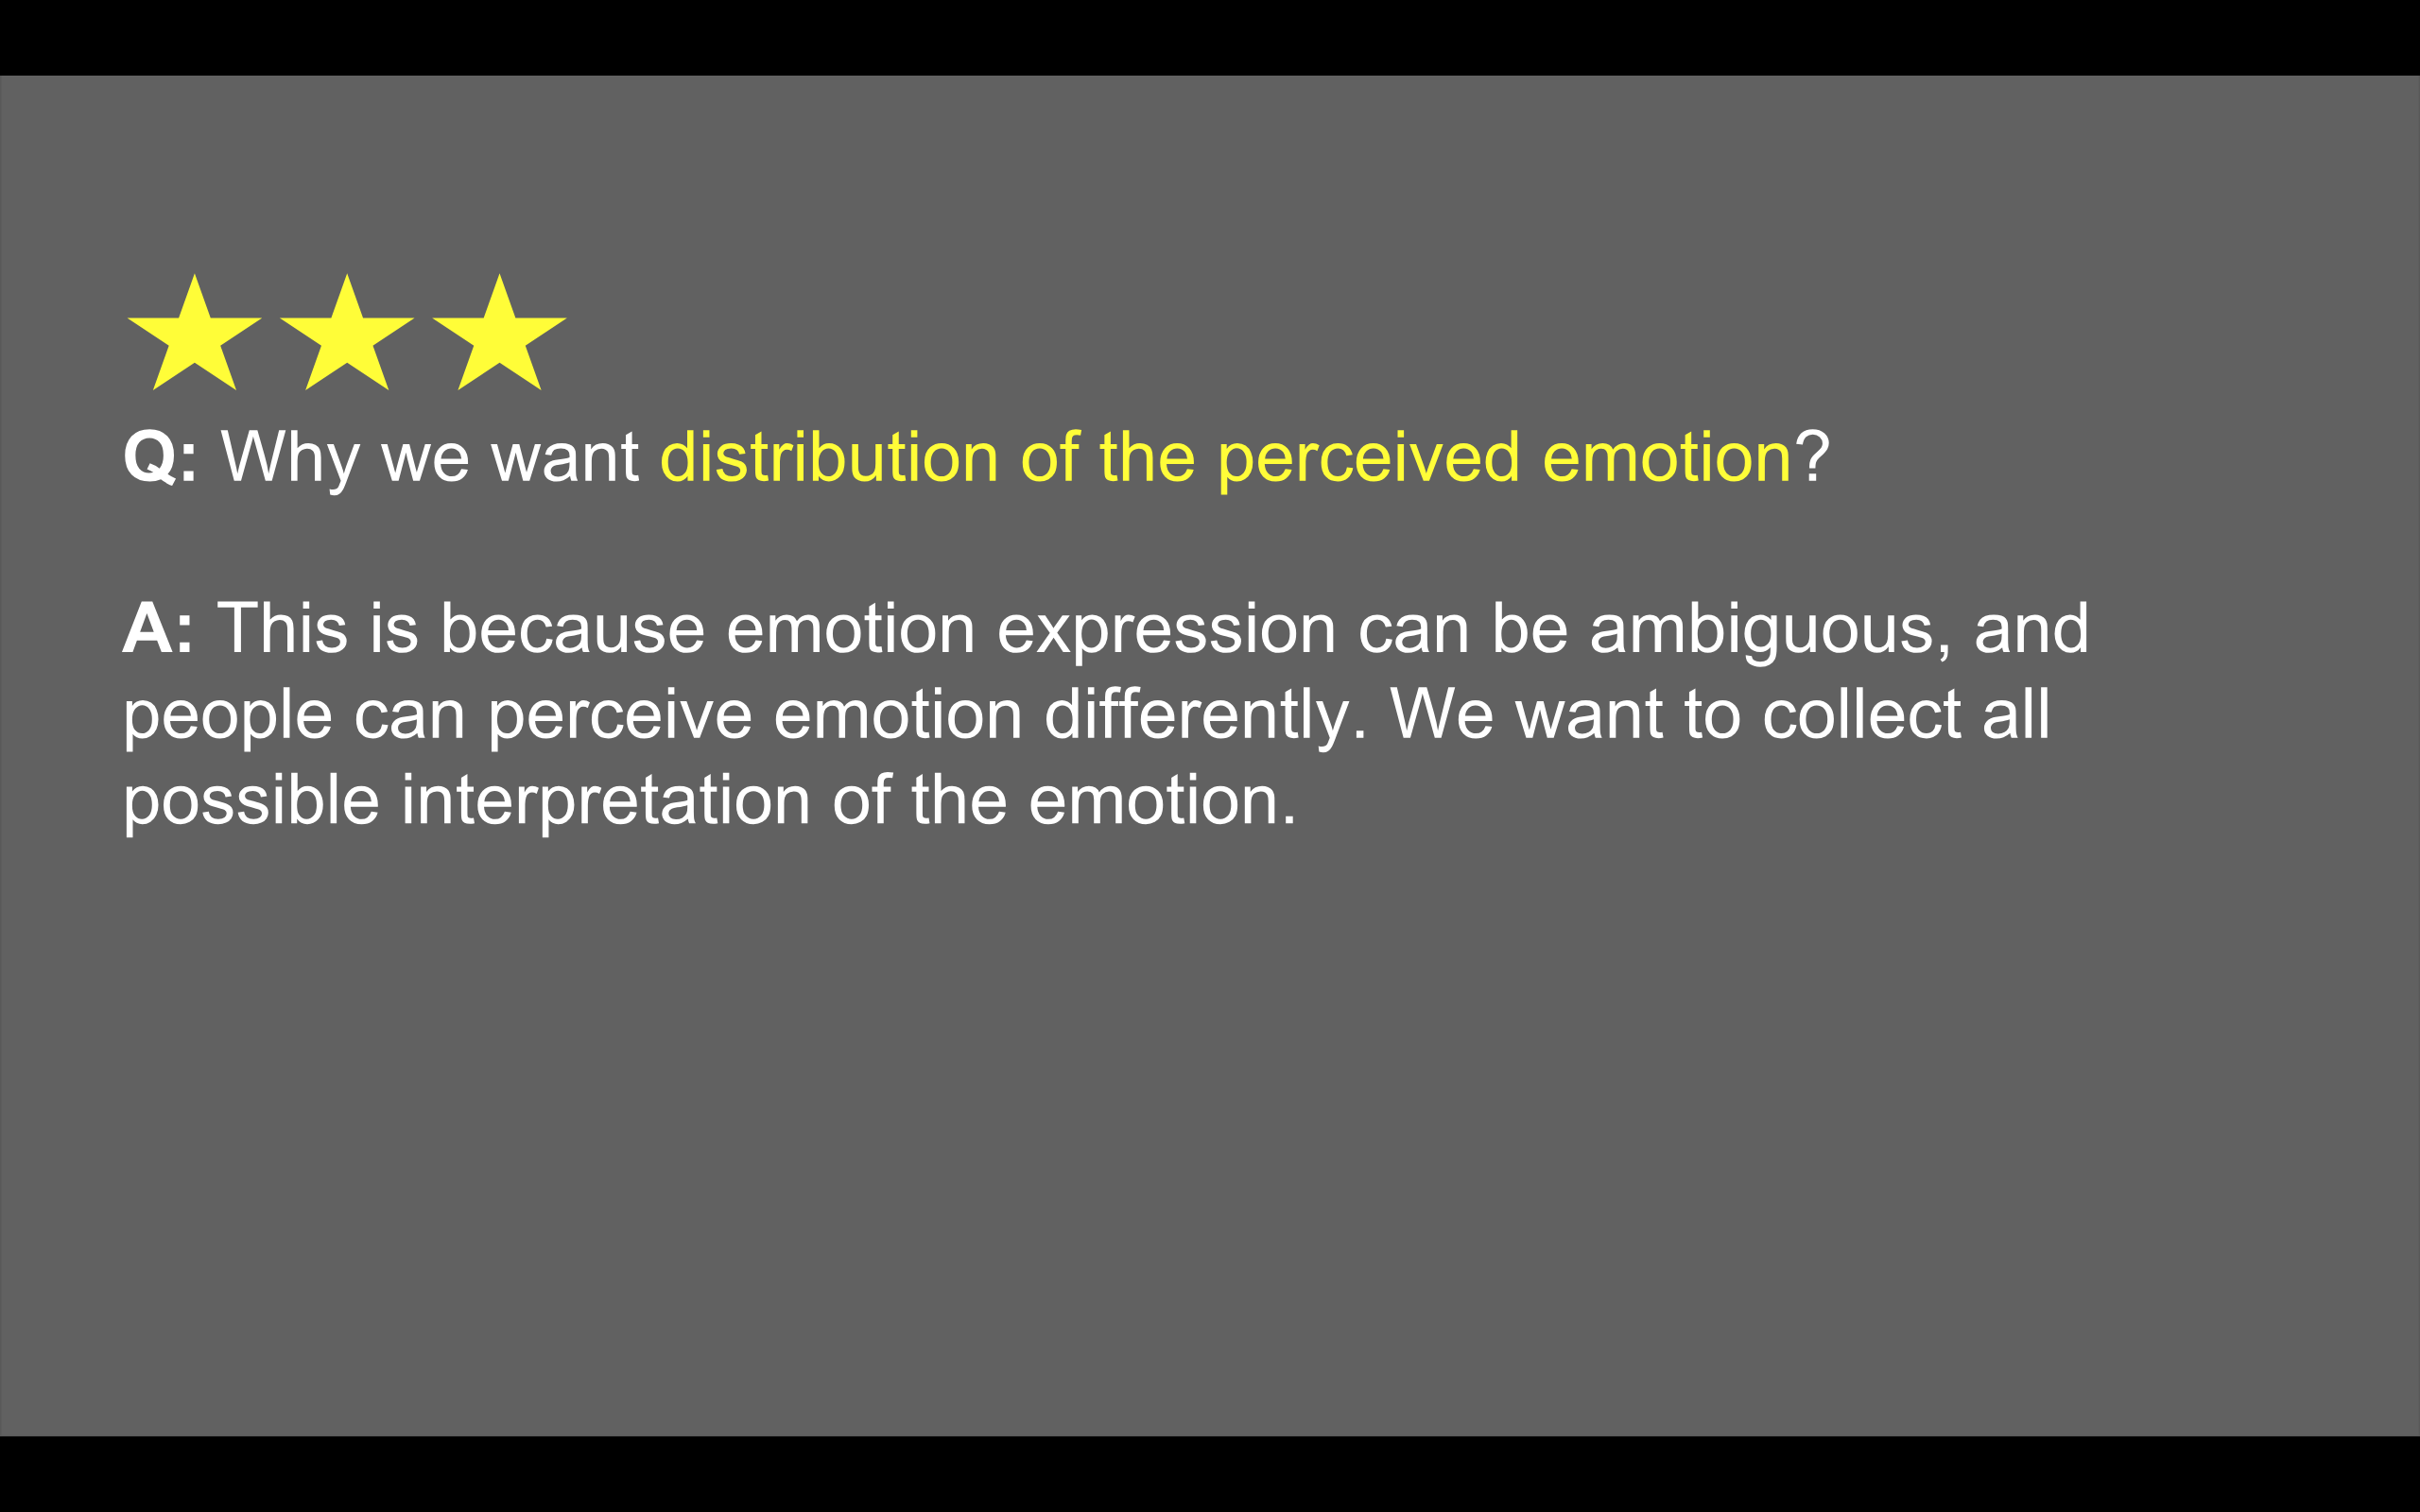 Q: Why we want distribution of the perceived emotion?
A: This is because emotion expression can be ambiguous, and
people can perceive emotion differently. We want to collect all
possible interpretation of the emotion.